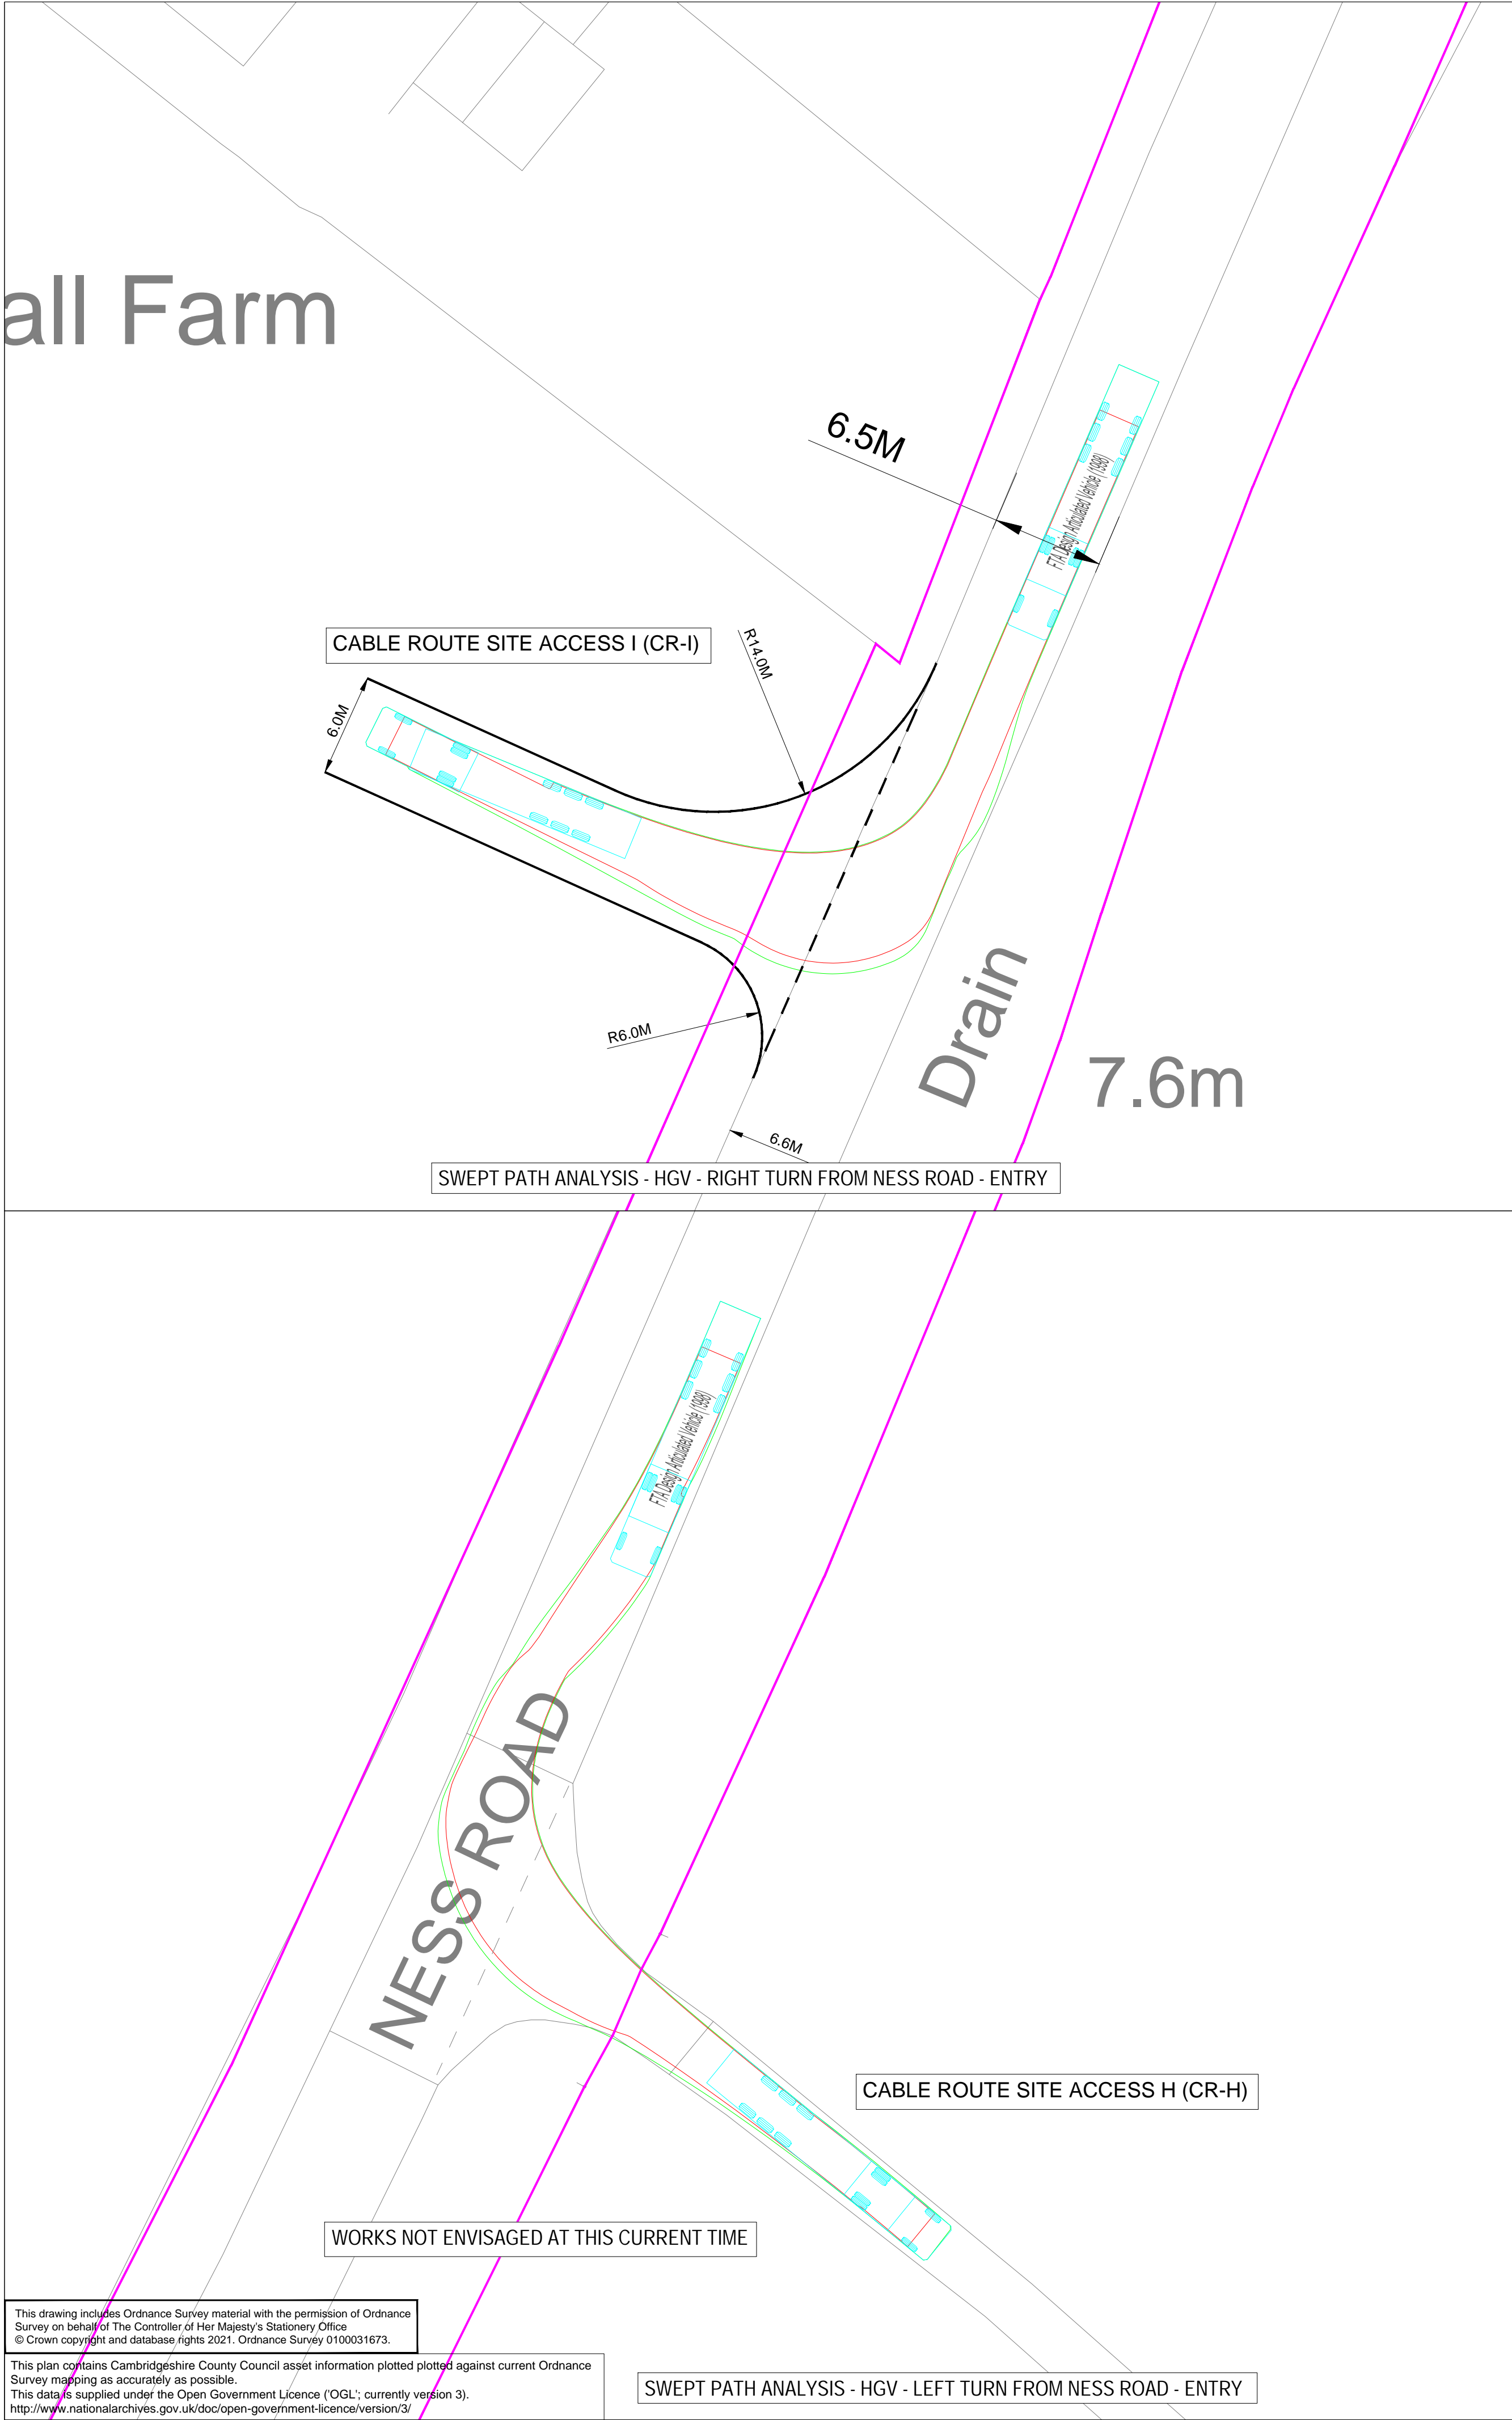 all Farm
6.5M
FTA Design Articulated Vehicle (1998)
CABLE ROUTE SITE ACCESS I (CR-I)
R14.0M
6.0M
R6.0M
Drain
7.6m
6.6M
SWEPT PATH ANALYSIS - HGV - RIGHT TURN FROM NESS ROAD - ENTRY
FTA Design Articulated Vehicle (1998)
NESS ROAD
CABLE ROUTE SITE ACCESS H (CR-H)
WORKS NOT ENVISAGED AT THIS CURRENT TIME
This drawing includes Ordnance Survey material with the permission of Ordnance
Survey on behalf of The Controller of Her Majesty's Stationery Office
© Crown copyright and database rights 2021. Ordnance Survey 0100031673.
This plan contains Cambridgeshire County Council asset information plotted plotted against current Ordnance
Survey mapping as accurately as possible.
This data is supplied under the Open Government Licence ('OGL'; currently version 3).
http://www.nationalarchives.gov.uk/doc/open-government-licence/version/3/
SWEPT PATH ANALYSIS - HGV - LEFT TURN FROM NESS ROAD - ENTRY